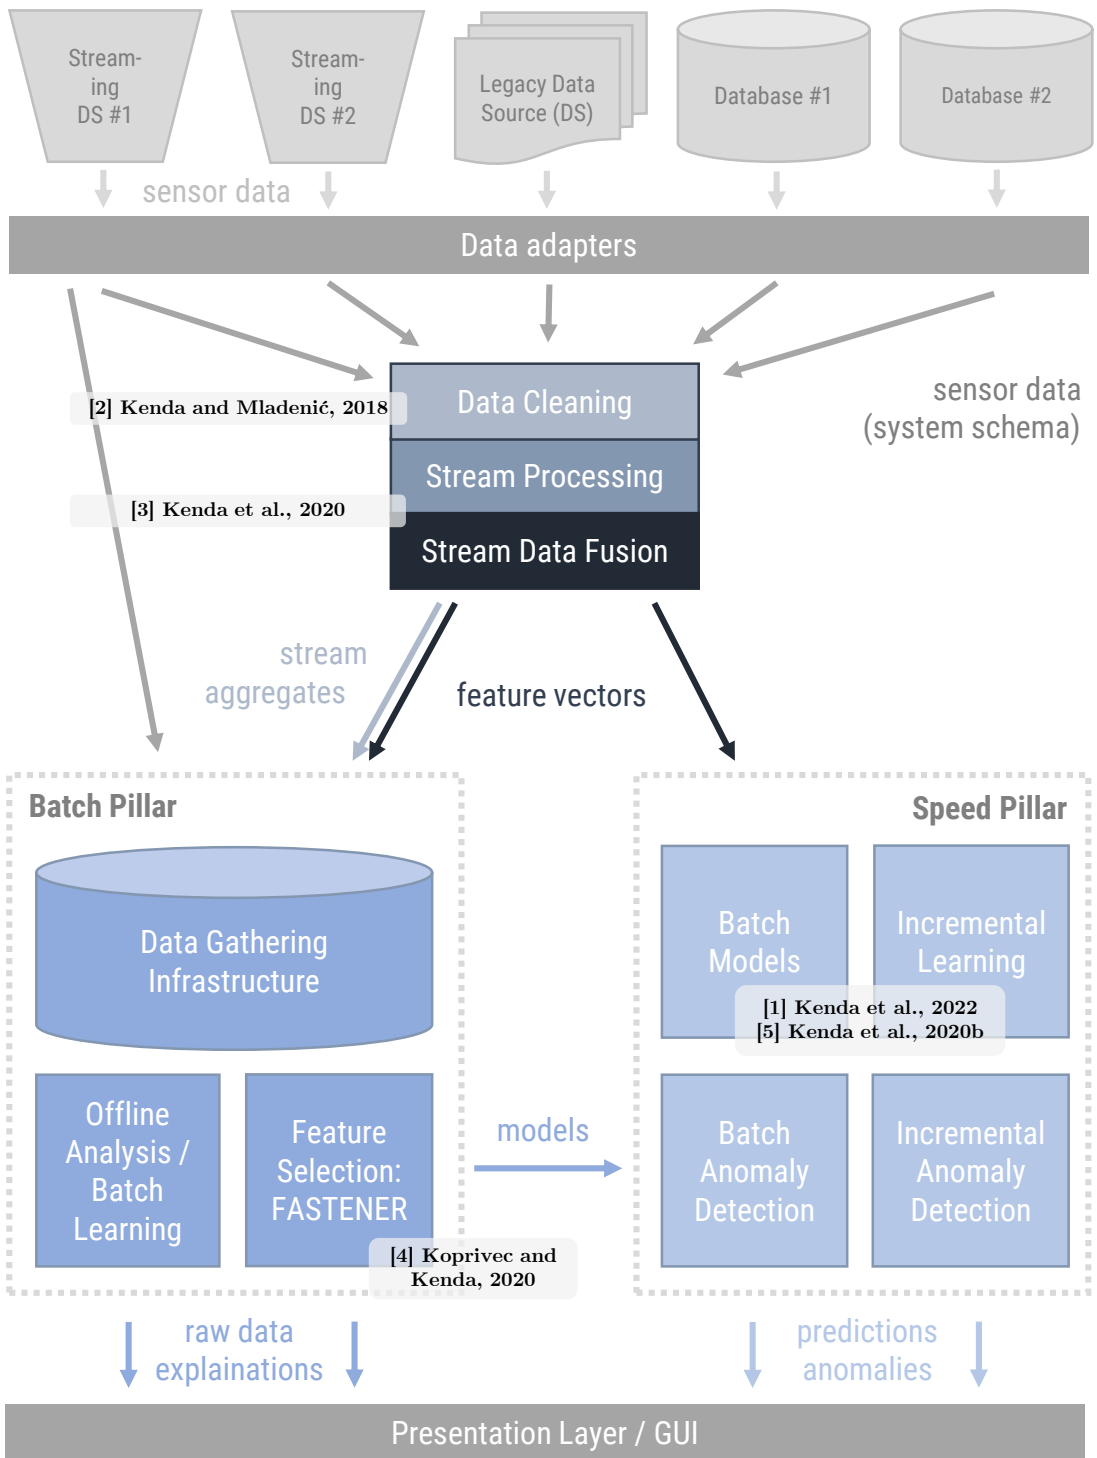 Stream-
ing
DS #1
Stream-
ing
DS #2
Legacy Data
Source (DS)
Database #1
Database #2
sensor data
Data adapters
sensor data
(system schema)
Data Cleaning
[2] Kenda and Mladenić, 2018
Stream Processing
[3] Kenda et al., 2020
Stream Data Fusion
stream
aggregates
feature vectors
Batch Pillar
Data Gathering
Infrastructure
Offline
Analysis /
Batch
Learning
Feature
Selection:
FASTENER
[4] Koprivec and
Kenda, 2020
models
Speed Pillar
Batch
Models
Incremental
Learning
[1] Kenda et al., 2022
[5] Kenda et al., 2020b
Batch
Anomaly
Detection
Incremental
Anomaly
Detection
raw data
explainations
predictions
anomalies
Presentation Layer / GUI